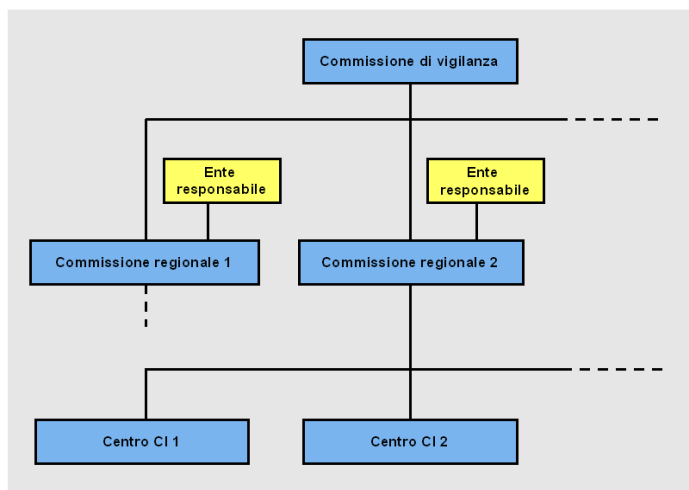 Commissione di vigilanza
Ente
responsabile
Ente
responsabile
Commissione regionale 1
Commissione regionale 2
Centro CI 1
Centro CI 2